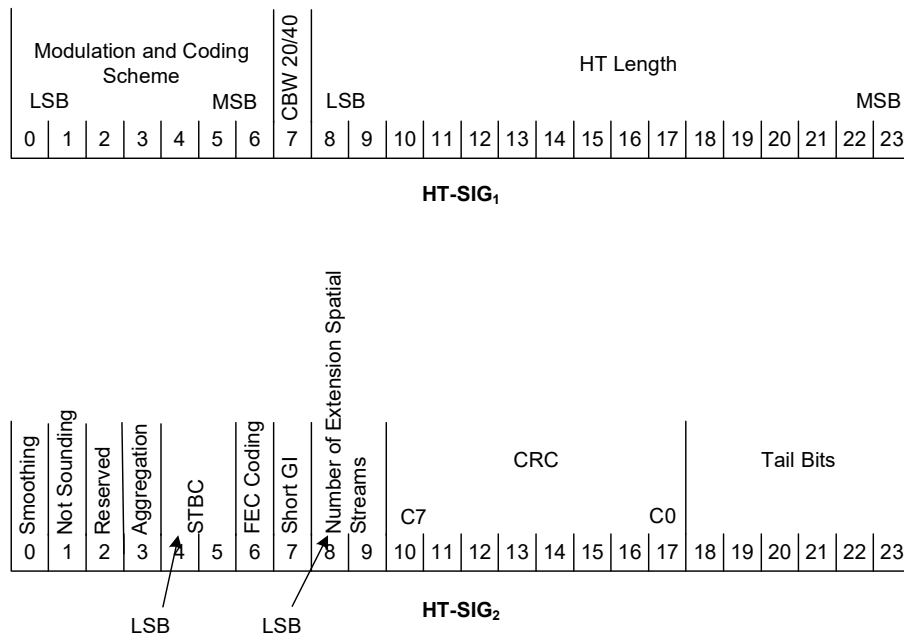 Modulation and Coding
Scheme
CBW 20/40
HT Length
LSB
MSB
LSB
MSB
0 1 2 3 4 5 6 7 8 9 10 11 12 13 14 15 16 17 18 19 20 21 22 23
HT-SIG₁
Smoothing
Not Sounding
Reserved
Aggregation
STBC
FEC Coding
Short GI
Number of Extension Spatial
Streams
CRC
Tail Bits
C7
C0
0 1 2 3 4 5 6 7 8 9 10 11 12 13 14 15 16 17 18 19 20 21 22 23
LSB
LSB
HT-SIG₂